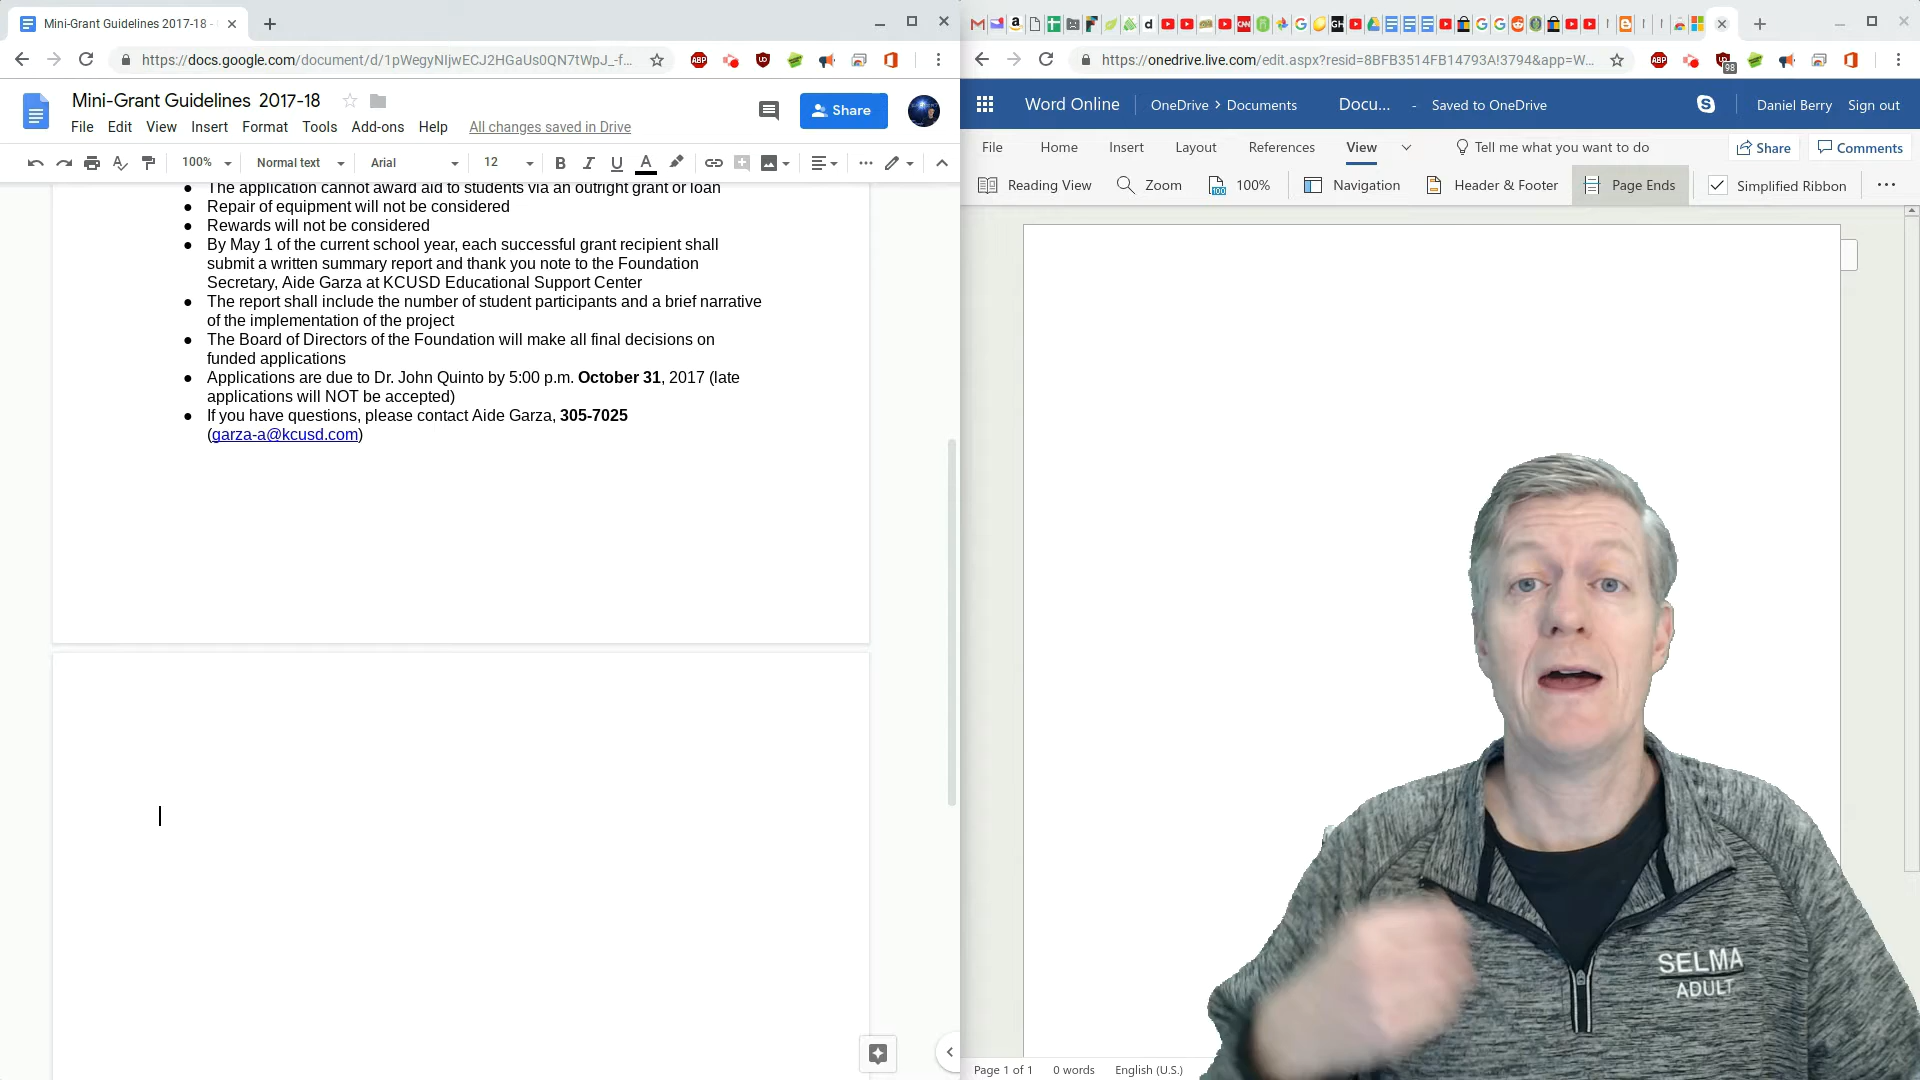 Mini-Grant Guidelines 2017-18 -
https://docs.google.com/document/d/1pWegyNIjwECJ2HGaUs0QN7tWpJ_-f...
Mini-Grant Guidelines 2017-18
Share
File Edit View Insert Format Tools Add-ons Help All changes saved in Drive
100% Normal text Arial 12 B I U A
The application cannot award aid to students via an outright grant or loan
Repair of equipment will not be considered
Rewards will not be considered
By May 1 of the current school year, each successful grant recipient shall
submit a written summary report and thank you note to the Foundation
Secretary, Aide Garza at KCUSD Educational Support Center
The report shall include the number of student participants and a brief narrative
of the implementation of the project
The Board of Directors of the Foundation will make all final decisions on
funded applications
Applications are due to Dr. John Quinto by 5:00 p.m. October 31, 2017 (late
applications will NOT be accepted)
If you have questions, please contact Aide Garza, 305-7025
(garza-a@kcusd.com)
https://onedrive.live.com/edit.aspx?resid=8BFB3514FB14793A!3794&app=W...
98
Word Online OneDrive > Documents Docu... - Saved to OneDrive Daniel Berry Sign out
File Home Insert Layout References View Tell me what you want to do Share Comments
Reading View Zoom 100% Navigation Header & Footer Page Ends Simplified Ribbon
SELMA
ADULT
Page 1 of 1 0 words English (U.S.)